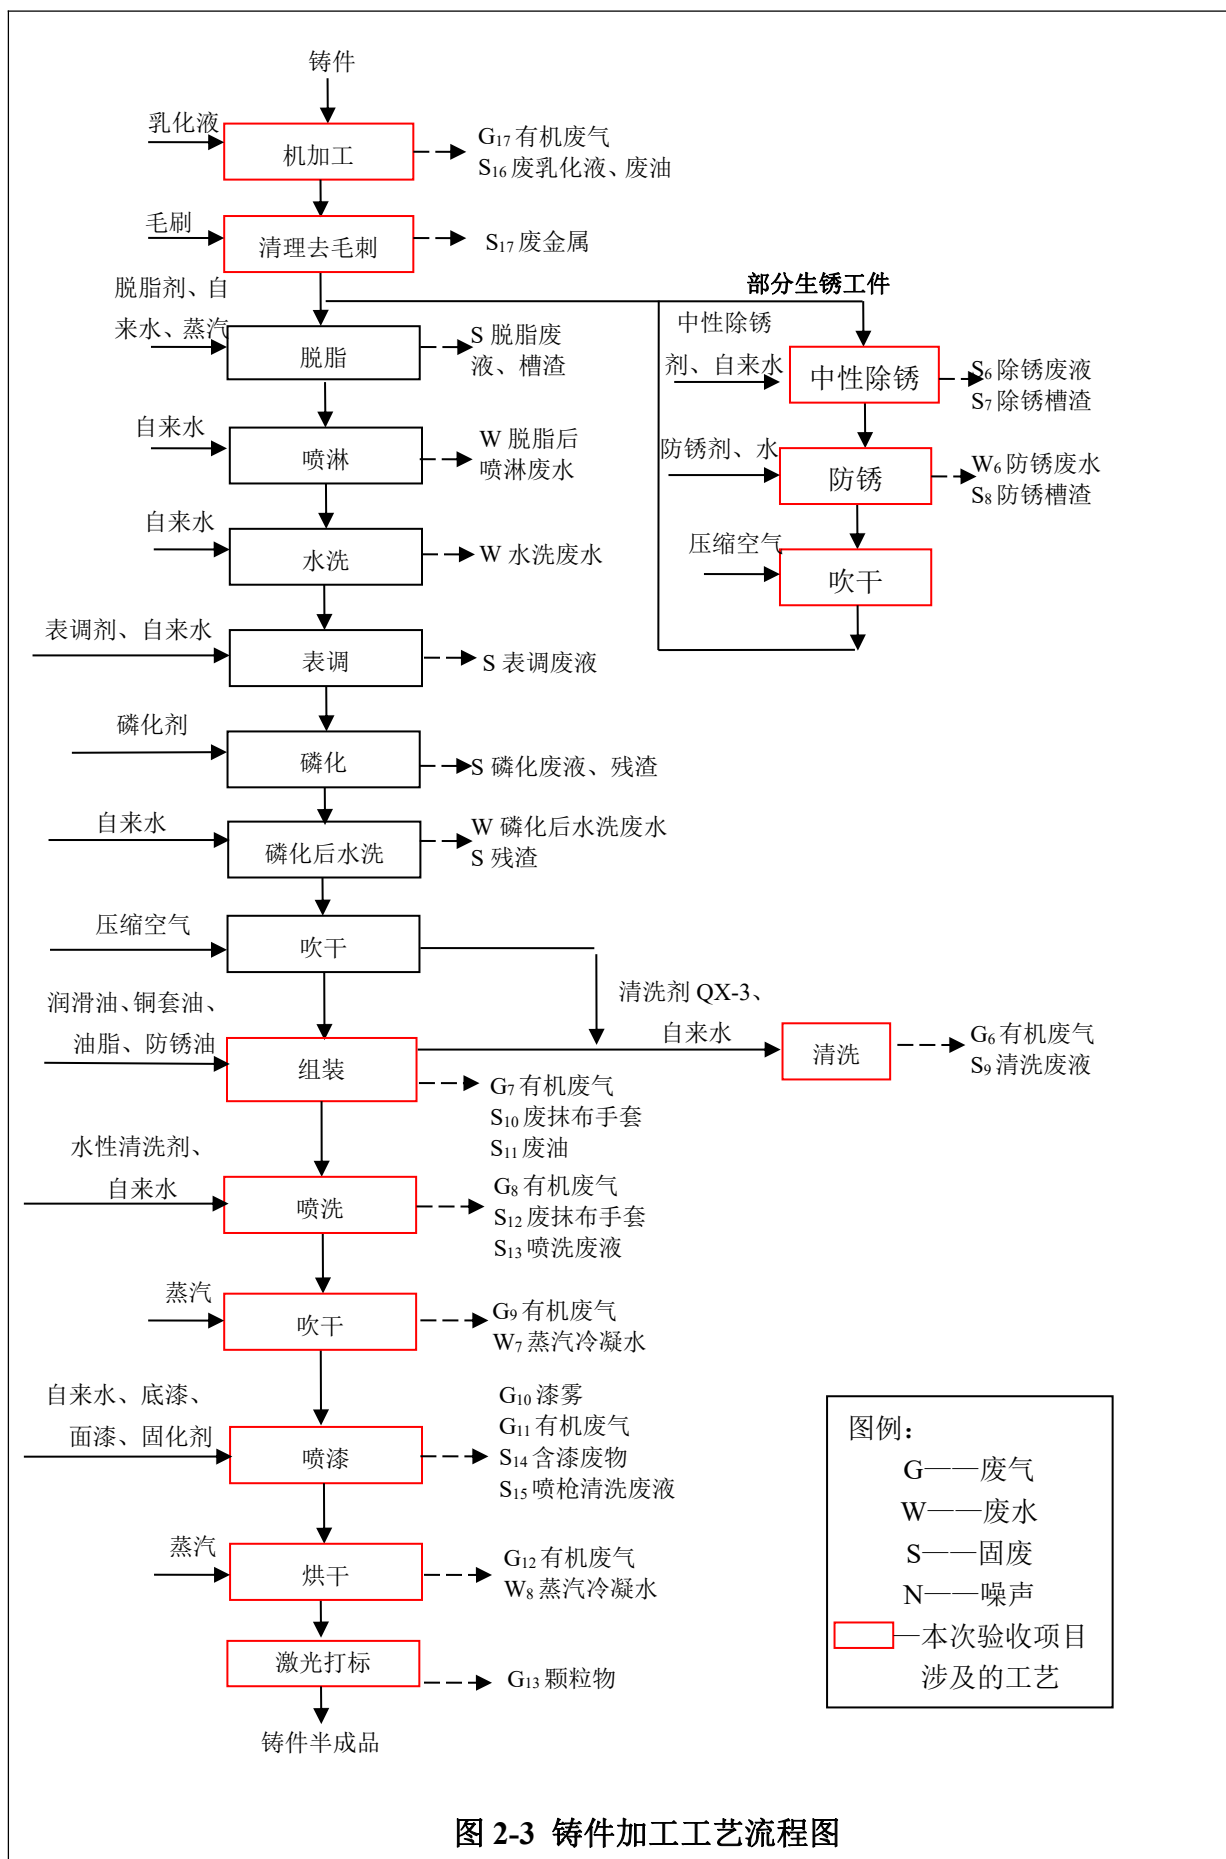 铸件
乳化液
机加工
G17 有机废气
S16 废乳化液、废油
毛刷
清理去毛刺
S17 废金属
脱脂剂、自
来水、蒸汽
脱脂
S 脱脂废
液、槽渣
部分生锈工件
中性除锈
剂、自来水
中性除锈
S6 除锈废液
S7 除锈槽渣
自来水
喷淋
W 脱脂后
喷淋废水
防锈剂、水
防锈
W6 防锈废水
S8 防锈槽渣
自来水
水洗
W 水洗废水
压缩空气
吹干
表调剂、自来水
表调
S 表调废液
磷化剂
磷化
S 磷化废液、残渣
自来水
磷化后水洗
W 磷化后水洗废水
S 残渣
压缩空气
吹干
清洗剂 QX-3、
自来水
清洗
G6 有机废气
S9 清洗废液
润滑油、铜套油、
油脂、防锈油
组装
G7 有机废气
S10 废抹布手套
S11 废油
水性清洗剂、
自来水
喷洗
G8 有机废气
S12 废抹布手套
S13 喷洗废液
蒸汽
吹干
G9 有机废气
W7 蒸汽冷凝水
自来水、底漆、
面漆、固化剂
喷漆
G10 漆雾
G11 有机废气
S14 含漆废物
S15 喷枪清洗废液
蒸汽
烘干
G12 有机废气
W8 蒸汽冷凝水
激光打标
G13 颗粒物
铸件半成品
图例：
G——废气
W——废水
S——固废
N——噪声
—本次验收项目
涉及的工艺
图 2-3 铸件加工工艺流程图